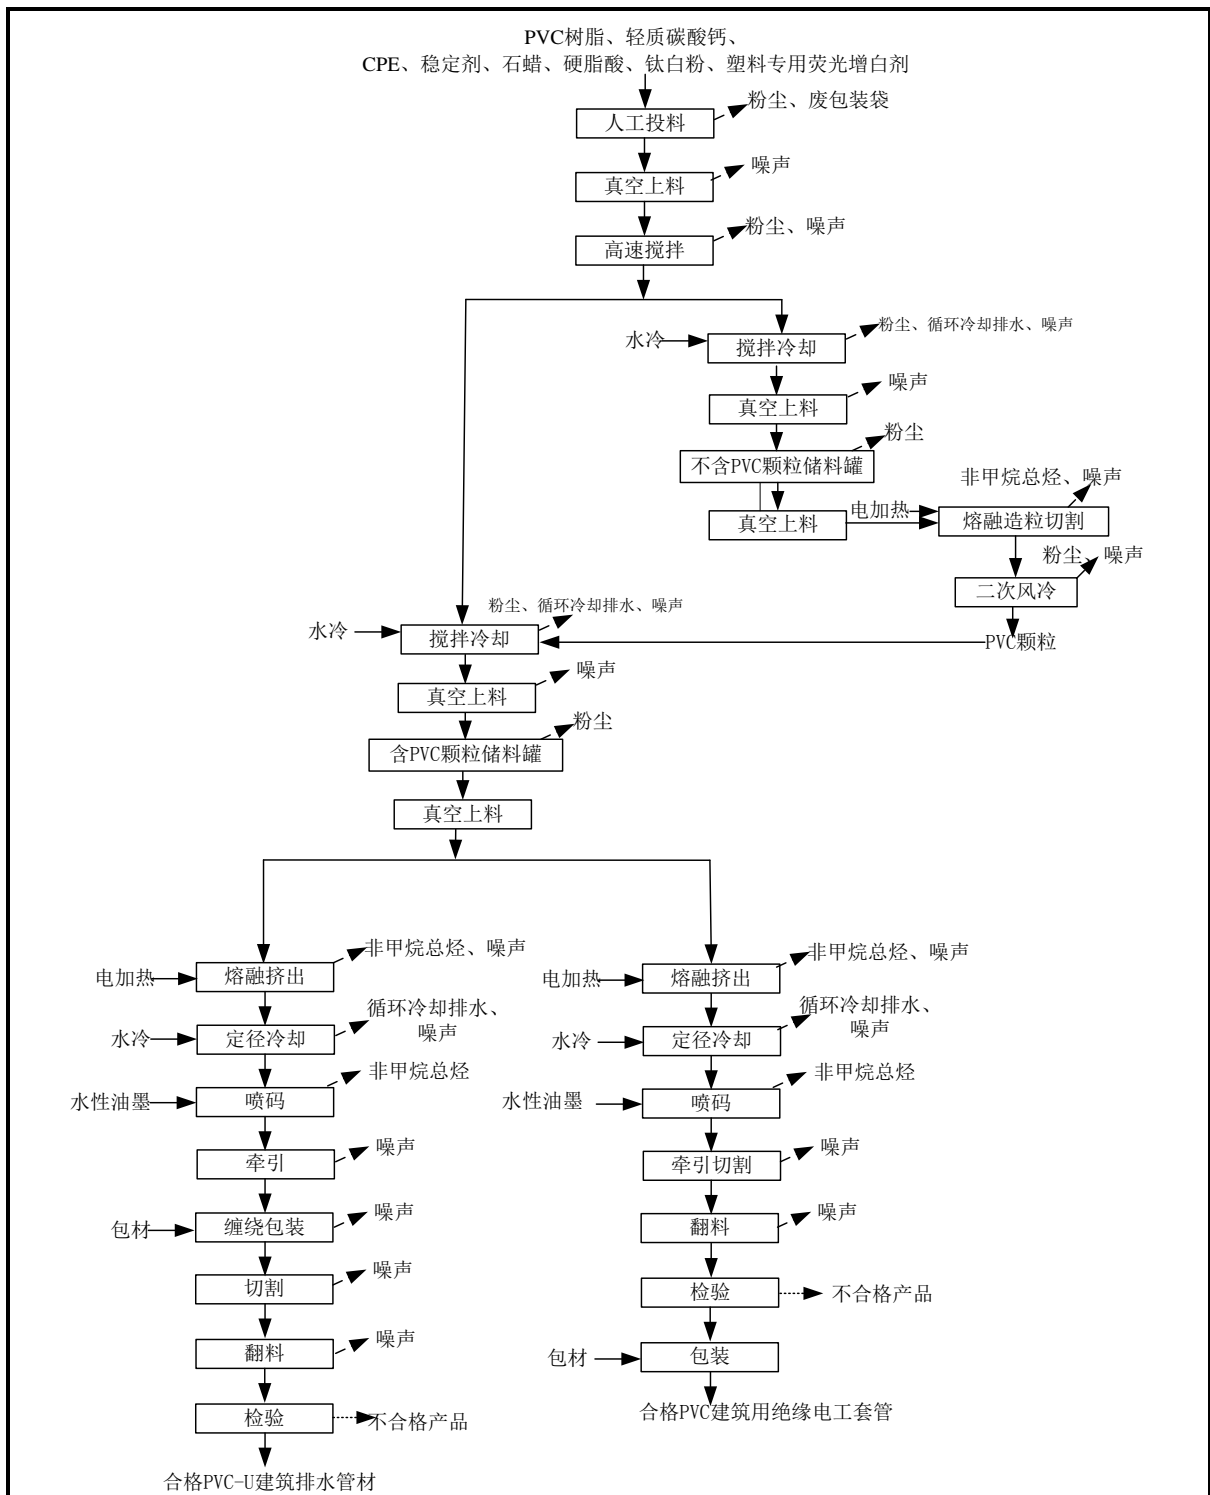 PVC树脂、轻质碳酸钙、
CPE、稳定剂、石蜡、硬脂酸、钛白粉、塑料专用荧光增白剂
粉尘、废包装袋
人工投料
噪声
真空上料
粉尘、噪声
高速搅拌
粉尘、循环冷却排水、噪声
水冷
搅拌冷却
噪声
真空上料
粉尘
不含PVC颗粒储料罐
非甲烷总烃、噪声
电加热
真空上料
熔融造粒切割
粉尘、噪声
二次风冷
粉尘、循环冷却排水、噪声
水冷
搅拌冷却
PVC颗粒
噪声
真空上料
粉尘
含PVC颗粒储料罐
真空上料
非甲烷总烃、噪声
电加热
熔融挤出
循环冷却排水、
噪声
水冷
定径冷却
非甲烷总烃
水性油墨
喷码
噪声
牵引
噪声
包材
缠绕包装
噪声
切割
噪声
翻料
检验
不合格产品
合格PVC-U建筑排水管材
非甲烷总烃、噪声
电加热
熔融挤出
循环冷却排水、
噪声
水冷
定径冷却
非甲烷总烃
水性油墨
喷码
噪声
牵引切割
噪声
翻料
检验
不合格产品
包材
包装
合格PVC建筑用绝缘电工套管